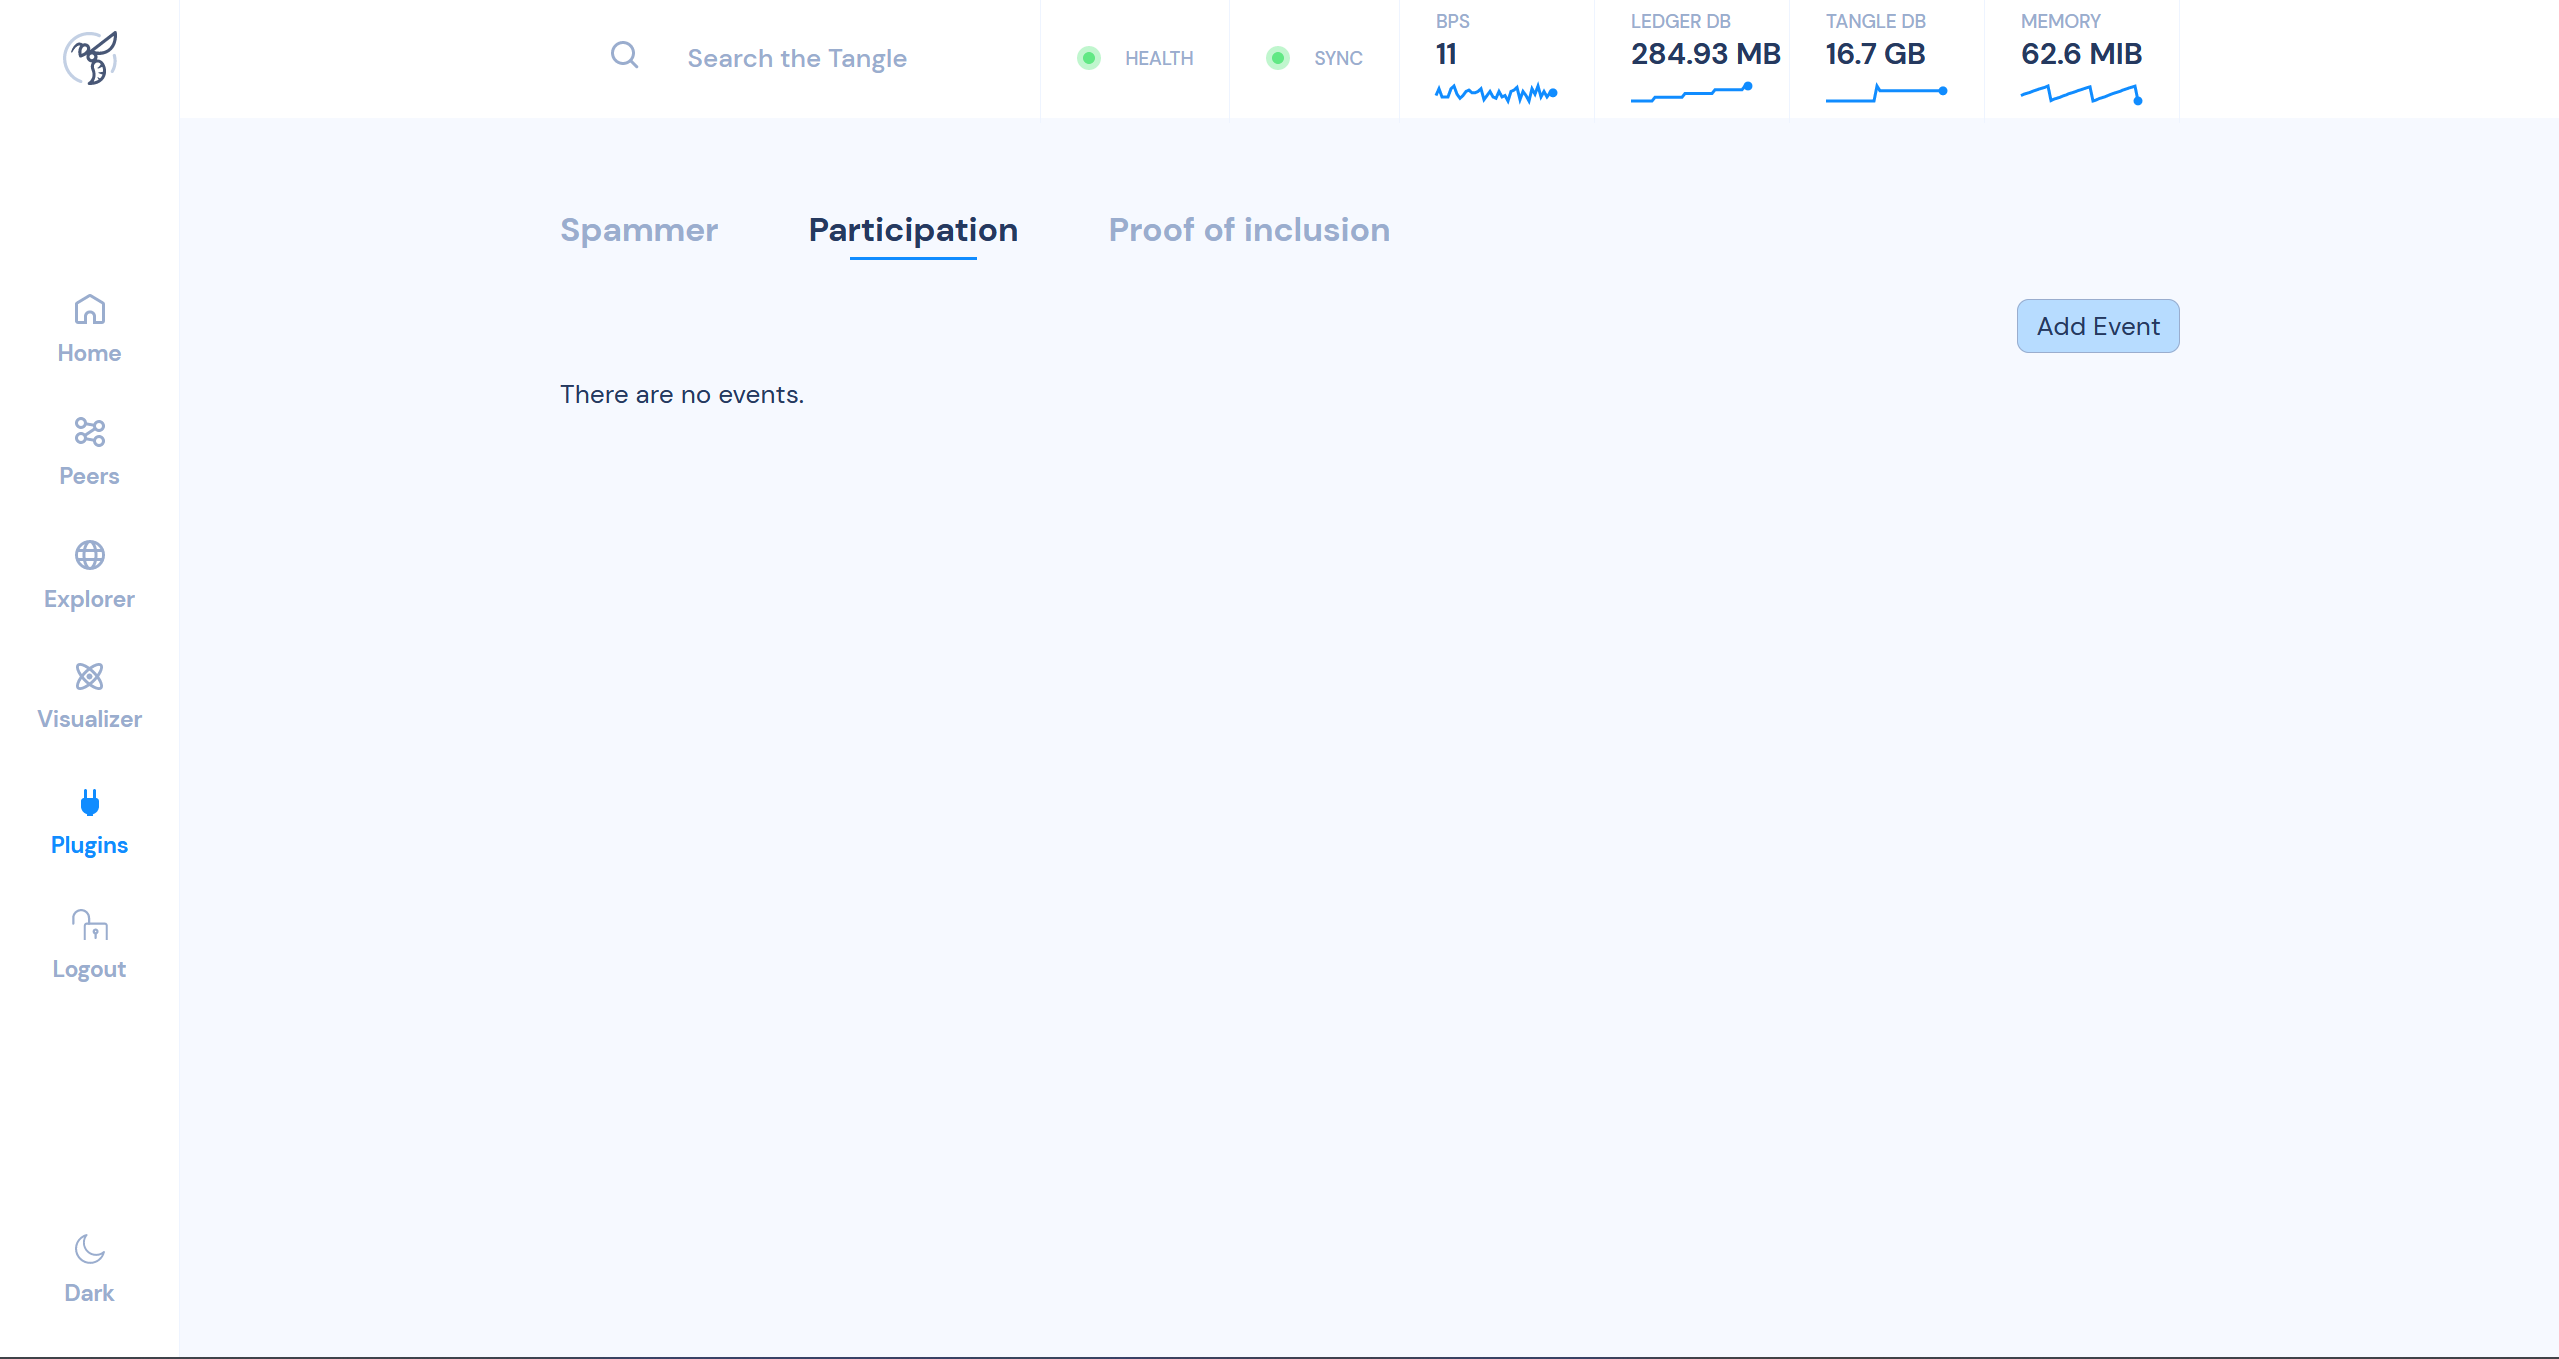 Search the Tangle
HEALTH
SYNC
BPS
11
LEDGER DB
284.93 MB
TANGLE DB
16.7 GB
MEMORY
62.6 MIB
Spammer
Participation
Proof of inclusion
Add Event
There are no events.
Home
Peers
Explorer
Visualizer
Plugins
Logout
Dark